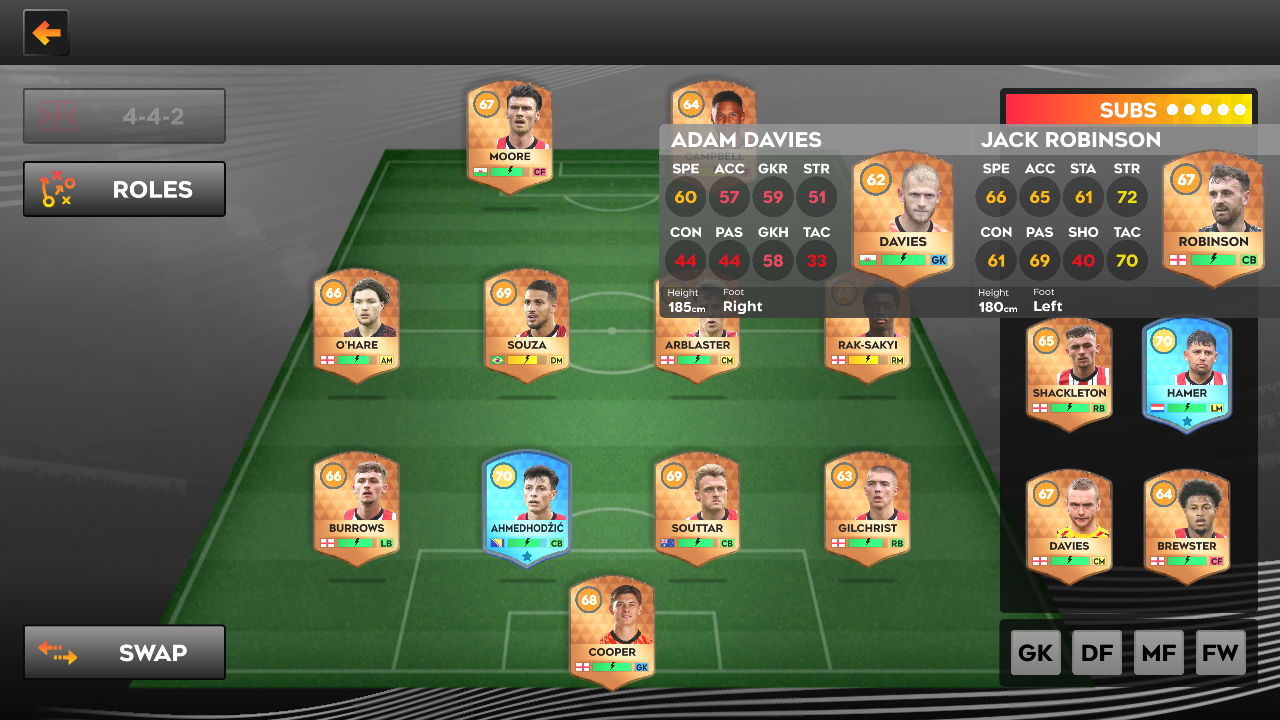 4-4-2
ROLES
67
MOORE
CF
64
CAMPBELL
SUBS
ADAM DAVIES
SPE ACC GKR STR
60 57 59 51
CON PAS GKH TAC
44 44 58 33
Height Foot
185cm Right
62
DAVIES
GK
JACK ROBINSON
SPE ACC STA STR
66 65 61 72
CON PAS SHO TAC
61 69 40 70
Height Foot
180cm Left
67
ROBINSON
CB
66
O'HARE
AM
69
SOUZA
DM
ARBLASTER
CM
65
RAK-SAKYI
RM
65
SHACKLETON
RB
70
HAMER
LM
66
BURROWS
LB
70
AHMEDHODŽIĆ
CB
69
SOUTTAR
CB
63
GILCHRIST
RB
67
DAVIES
CM
64
BREWSTER
CF
68
COOPER
GK
SWAP
GK DF MF FW